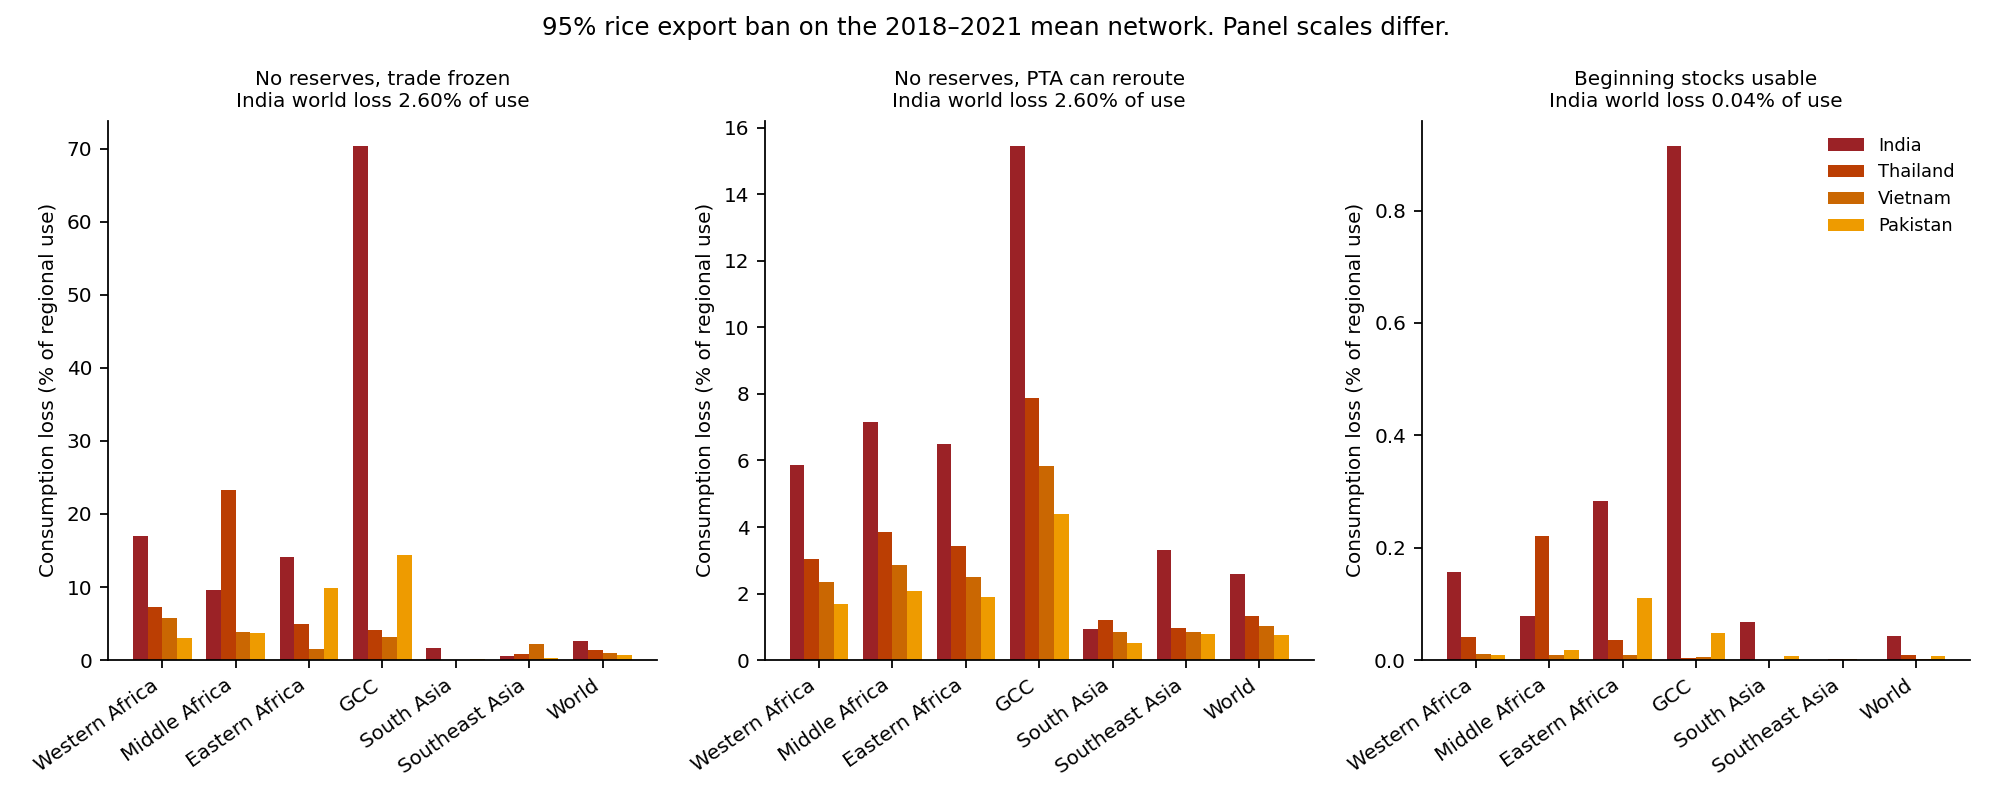 95% rice export ban on the 2018–2021 mean network. Panel scales differ.
No reserves, trade frozen
India world loss 2.60% of use
Consumption loss (% of regional use)
70
60
50
40
30
20
10
0
Western Africa
Middle Africa
Eastern Africa
GCC
South Asia
Southeast Asia
World
No reserves, PTA can reroute
India world loss 2.60% of use
Consumption loss (% of regional use)
16
14
12
10
8
6
4
2
0
Western Africa
Middle Africa
Eastern Africa
GCC
South Asia
Southeast Asia
World
Beginning stocks usable
India world loss 0.04% of use
Consumption loss (% of regional use)
0.8
0.6
0.4
0.2
0.0
Western Africa
Middle Africa
Eastern Africa
GCC
South Asia
Southeast Asia
World
India
Thailand
Vietnam
Pakistan